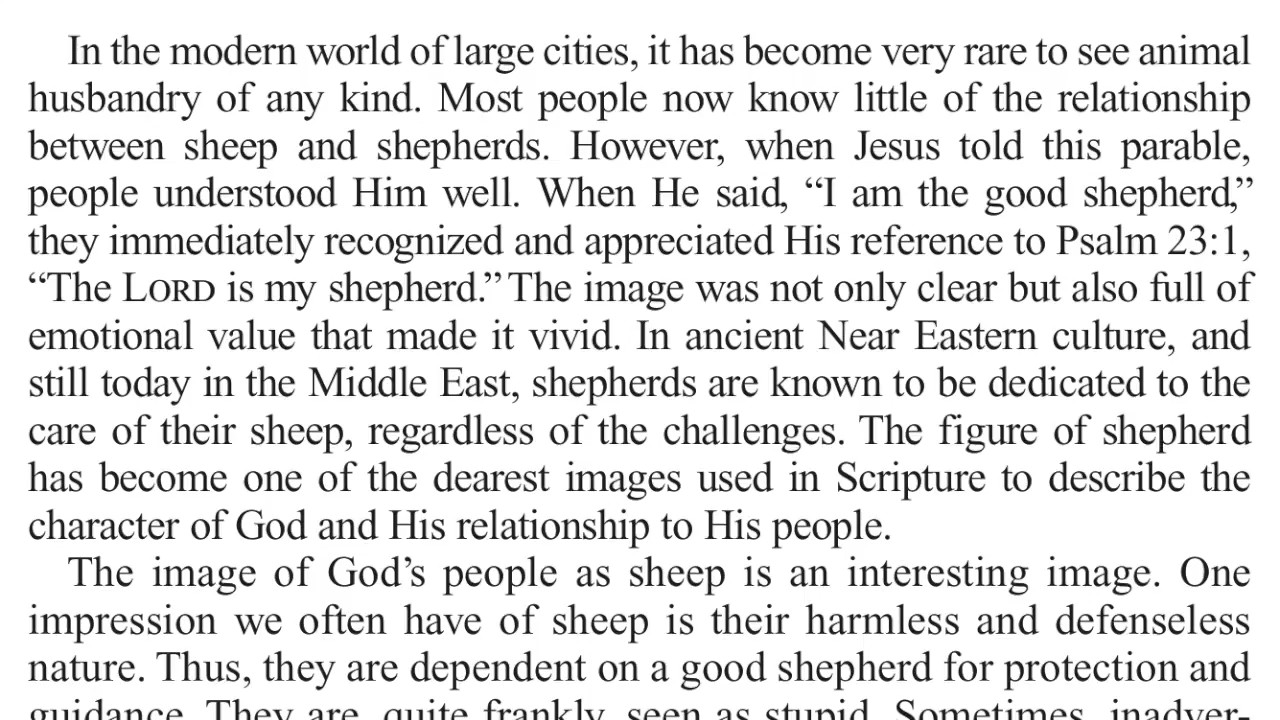 In the modern world of large cities, it has become very rare to see animal
husbandry of any kind. Most people now know little of the relationship
between sheep and shepherds. However, when Jesus told this parable,
people understood Him well. When He said, “I am the good shepherd,”
they immediately recognized and appreciated His reference to Psalm 23:1,
“The LORD is my shepherd.” The image was not only clear but also full of
emotional value that made it vivid. In ancient Near Eastern culture, and
still today in the Middle East, shepherds are known to be dedicated to the
care of their sheep, regardless of the challenges. The figure of shepherd
has become one of the dearest images used in Scripture to describe the
character of God and His relationship to His people.
The image of God’s people as sheep is an interesting image. One
impression we often have of sheep is their harmless and defenseless
nature. Thus, they are dependent on a good shepherd for protection and
guidance. They are, quite frankly, seen as stupid. Sometimes, inadver-